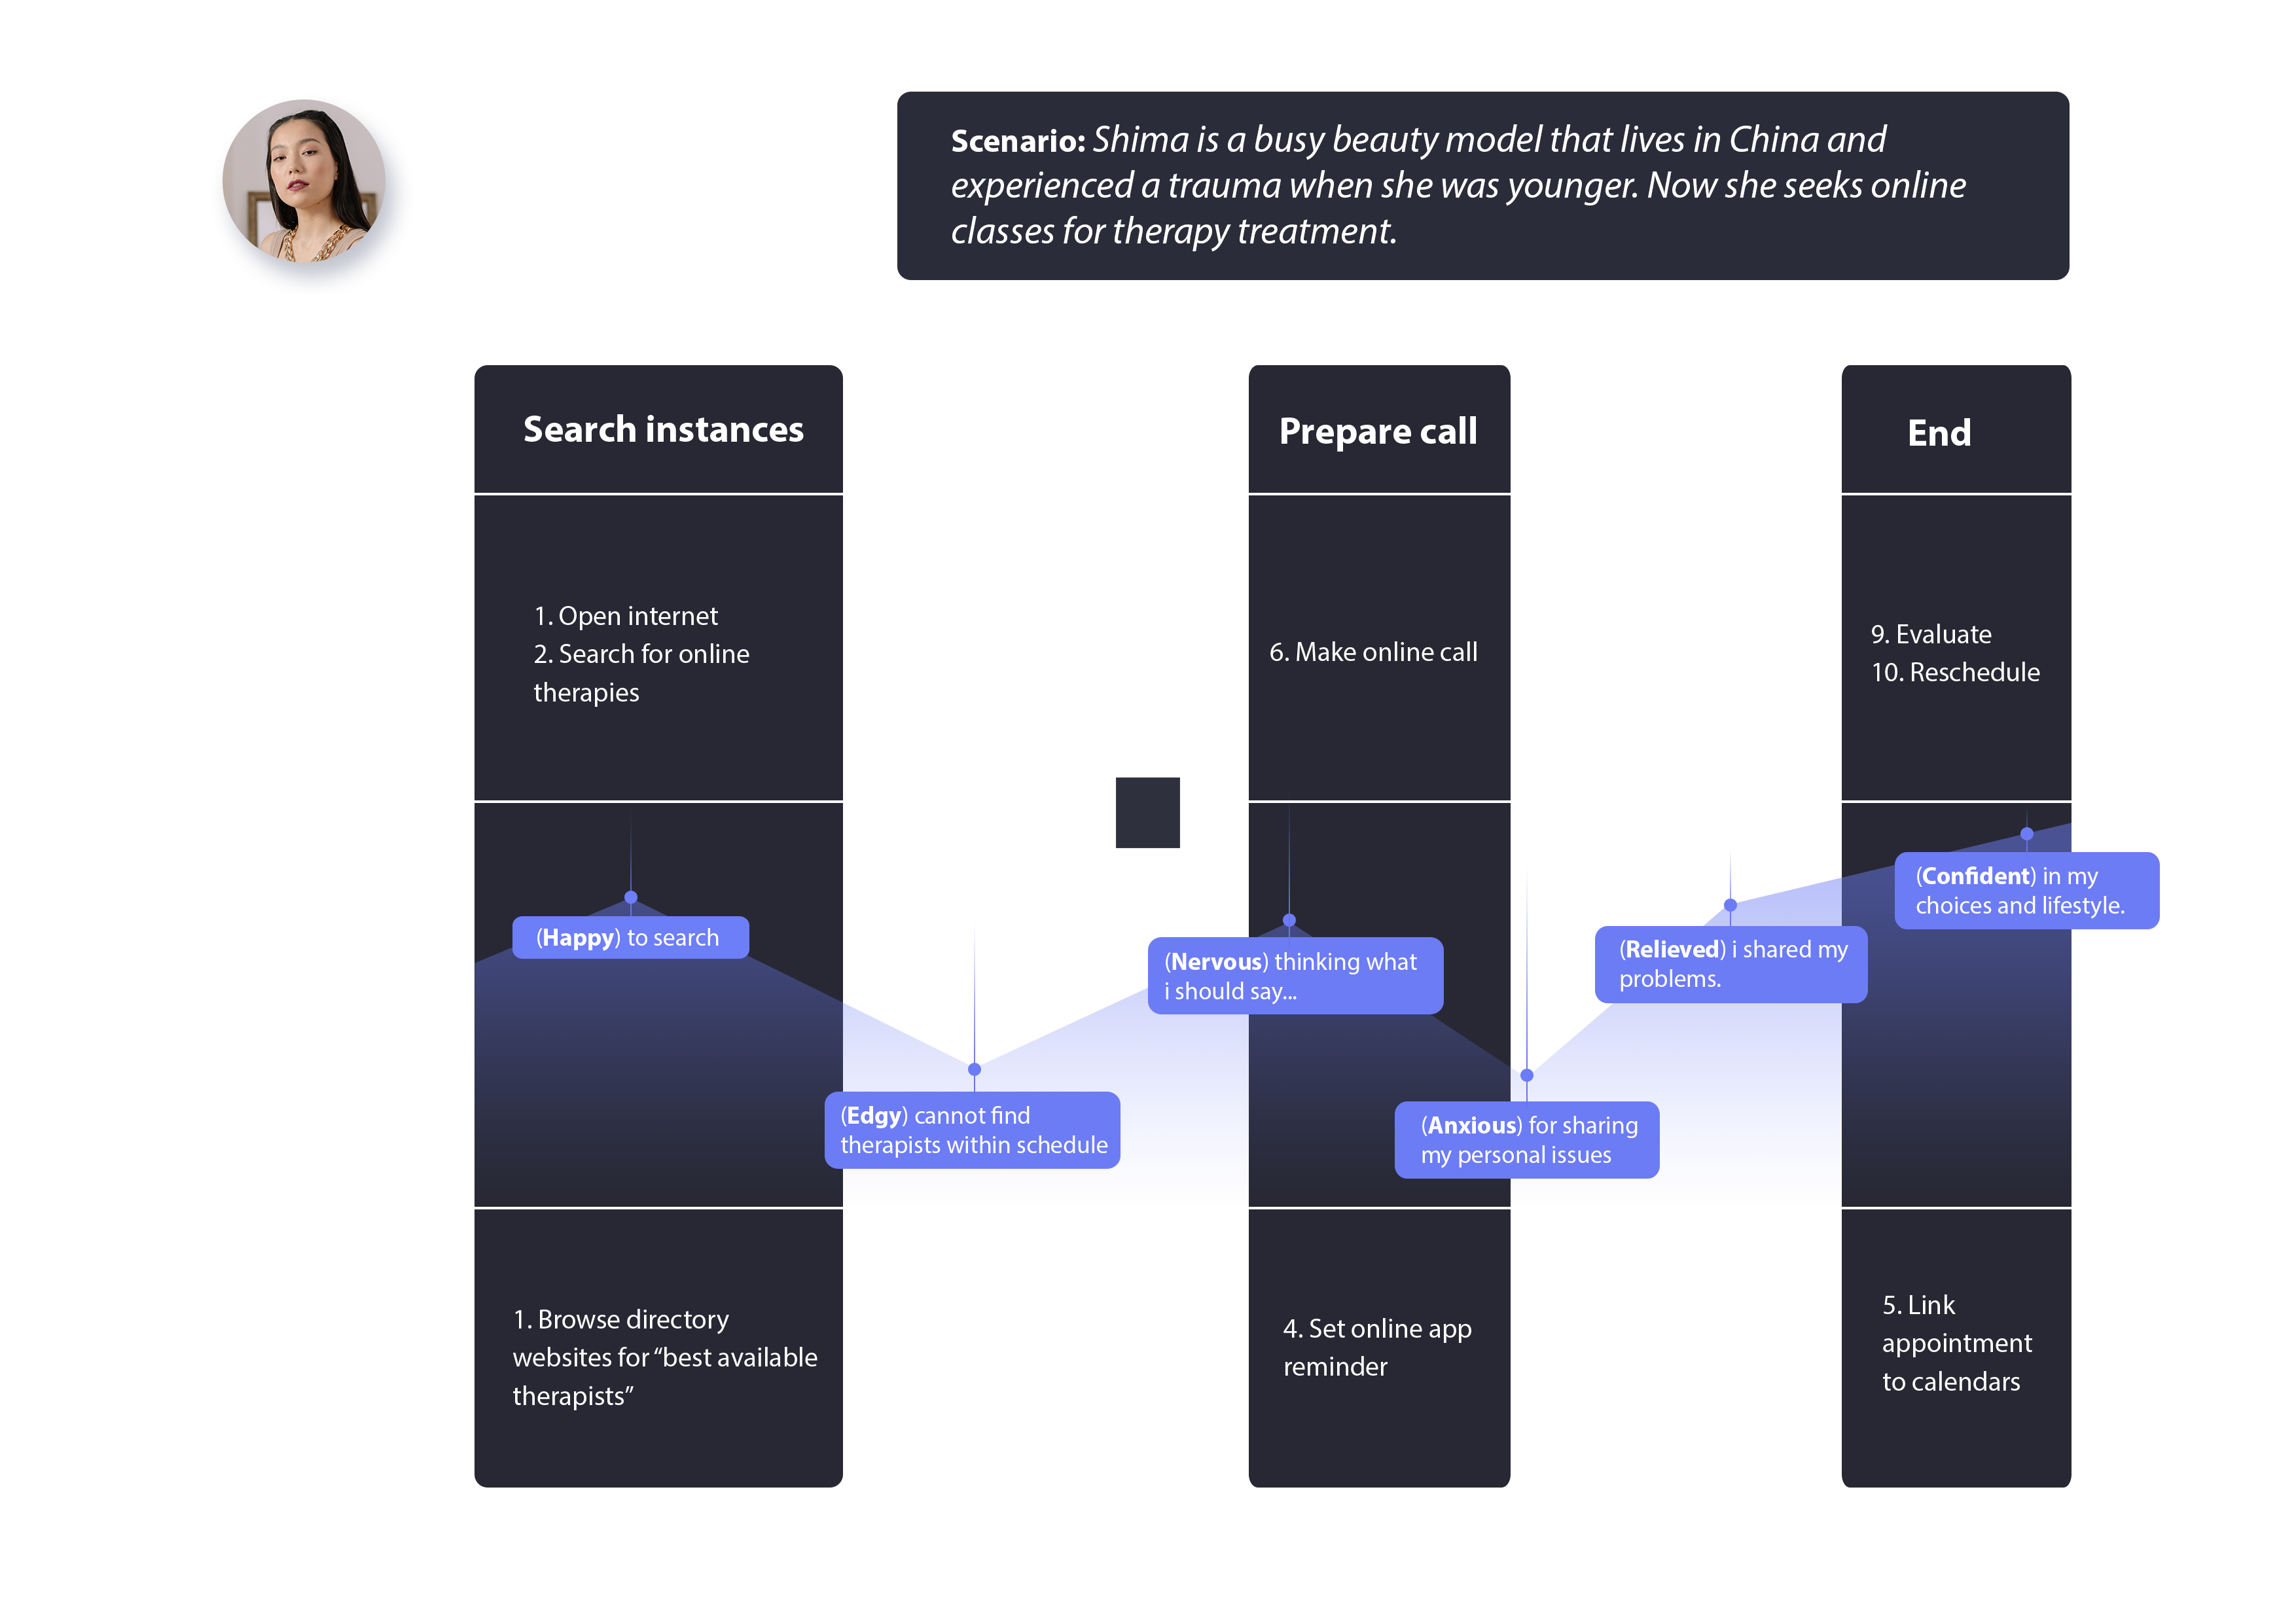 Scenario: Shima is a busy beauty model that lives in China and
experienced a trauma when she was younger. Now she seeks online
classes for therapy treatment.
Search instances
Prepare call
End
1. Open internet
2. Search for online
therapies
6. Make online call
9. Evaluate
10. Reschedule
(Happy) to search
(Edgy) cannot find
therapists within schedule
(Nervous) thinking what
i should say...
(Anxious) for sharing
my personal issues
(Relieved) i shared my
problems.
(Confident) in my
choices and lifestyle.
1. Browse directory
websites for “best available
therapists”
4. Set online app
reminder
5. Link
appointment
to calendars